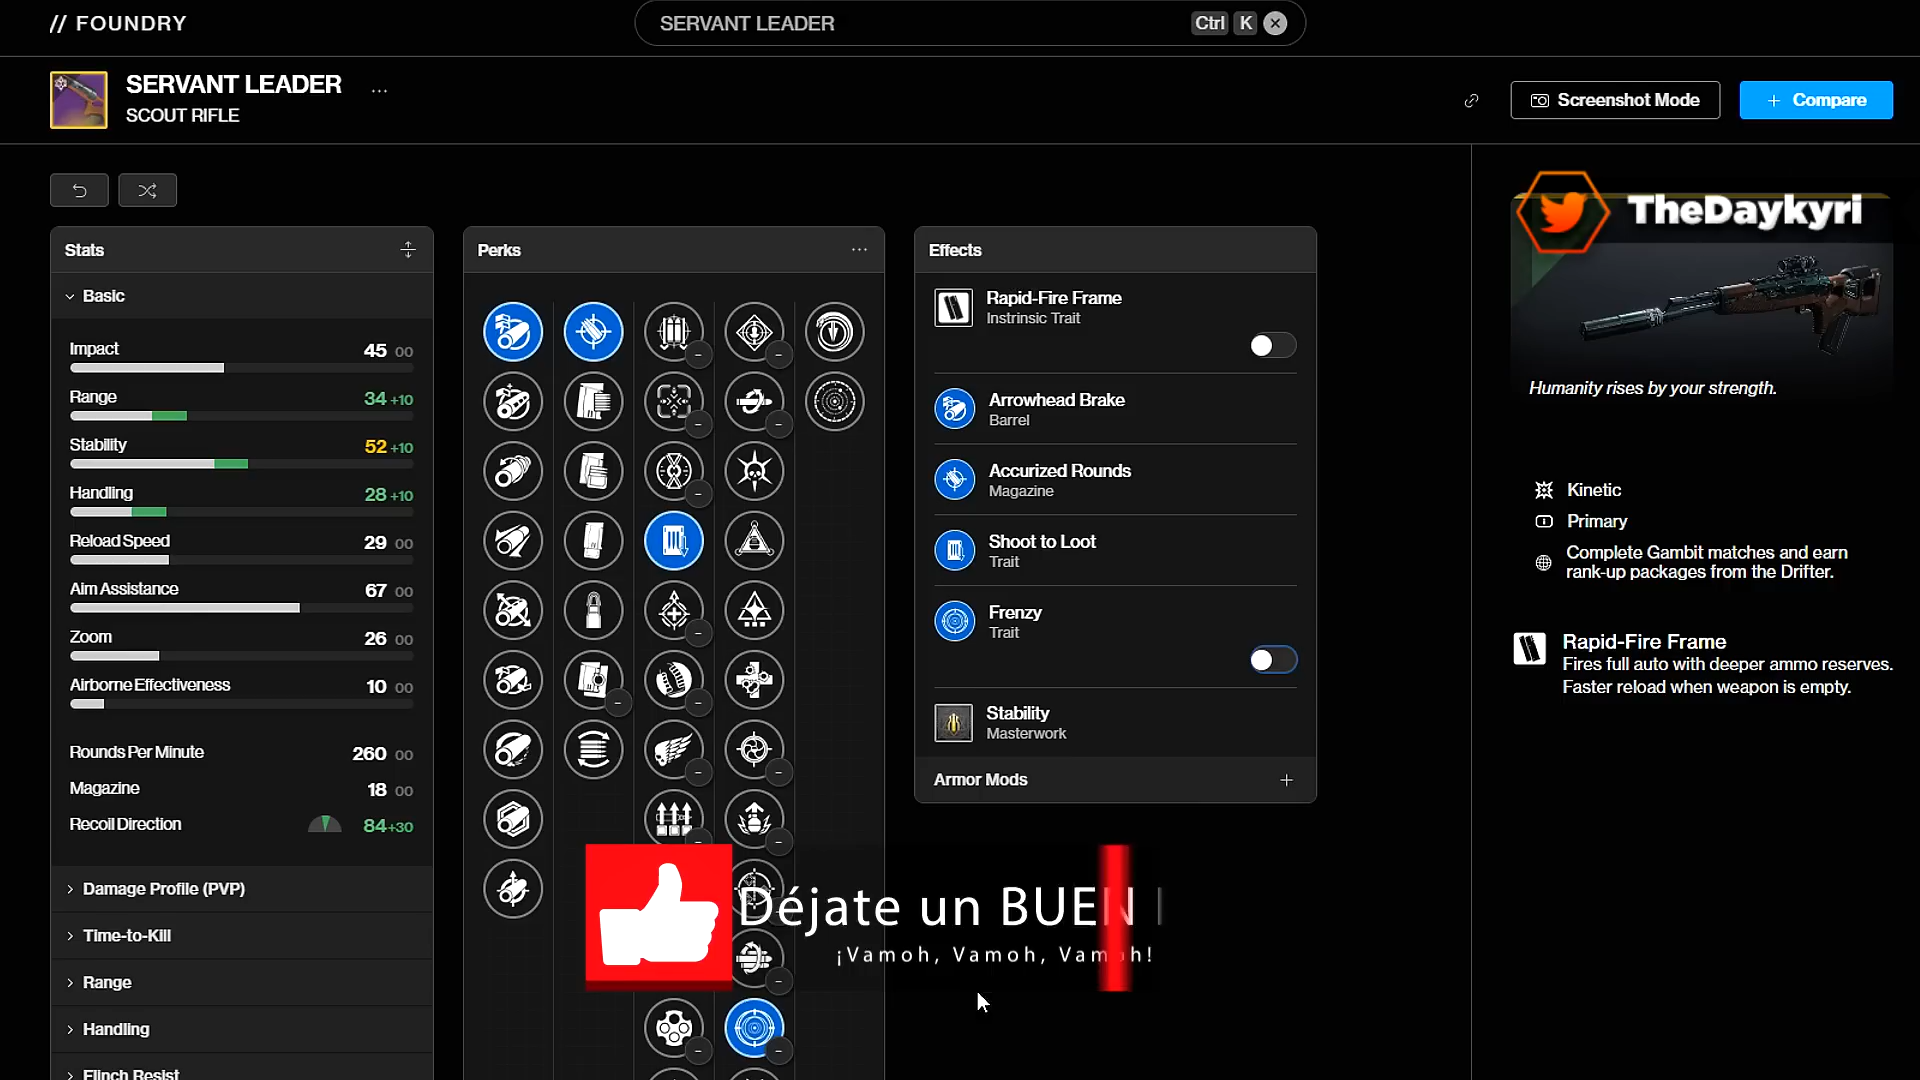 // FOUNDRY
SERVANT LEADER
Ctrl K
SERVANT LEADER
...
SCOUT RIFLE
Screenshot Mode
+ Compare
Stats
Basic
Impact 45 00
Range 34 +10
Stability 52 +10
Handling 28 +10
Reload Speed 29 00
Aim Assistance 67 00
Zoom 26 00
Airborne Effectiveness 10 00
Rounds Per Minute 260 00
Magazine 18 00
Recoil Direction 84 +30
Damage Profile (PVP)
Time-to-Kill
Range
Handling
Flinch Resist
Perks
Effects
Rapid-Fire Frame
Instrinsic Trait
Arrowhead Brake
Barrel
Accurized Rounds
Magazine
Shoot to Loot
Trait
Frenzy
Trait
Stability
Masterwork
Armor Mods +
Déjate un BUEN
¡Vamoh, Vamoh, Vamoh!
TheDaykyri
Humanity rises by your strength.
Kinetic
Primary
Complete Gambit matches and earn
rank-up packages from the Drifter.
Rapid-Fire Frame
Fires full auto with deeper ammo reserves.
Faster reload when weapon is empty.